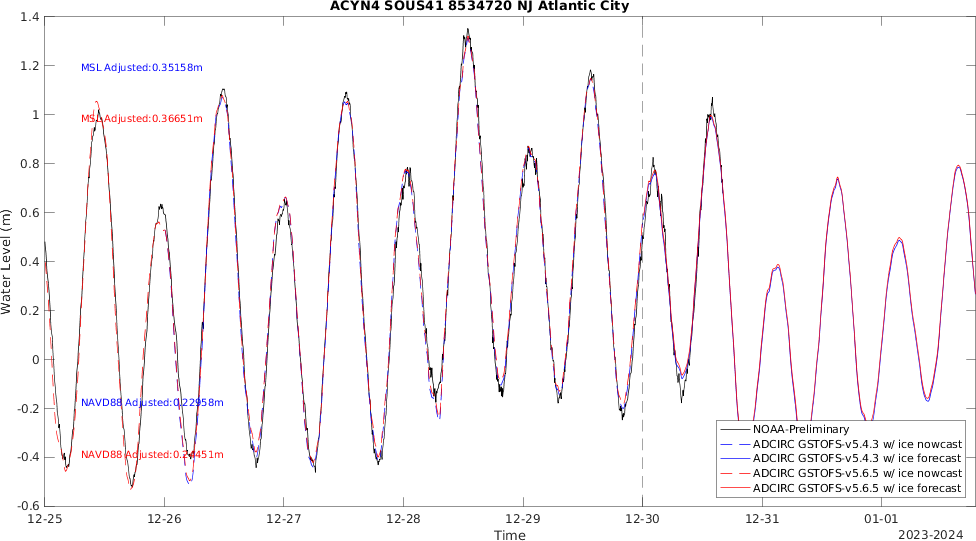 ACYN4 SOUS41 8534720 NJ Atlantic City
1.4
1.2
1
0.8
0.6
0.4
0.2
0
-0.2
-0.4
-0.6
Water Level (m)
MSL Adjusted:0.35158m
MSL Adjusted:0.36651m
NAVD88 Adjusted:0.22958m
NAVD88 Adjusted:0.24451m
NOAA-Preliminary
ADCIRC GSTOFS-v5.4.3 w/ ice nowcast
ADCIRC GSTOFS-v5.4.3 w/ ice forecast
ADCIRC GSTOFS-v5.6.5 w/ ice nowcast
ADCIRC GSTOFS-v5.6.5 w/ ice forecast
12-25 12-26 12-27 12-28 12-29 12-30 12-31 01-01
Time
2023-2024